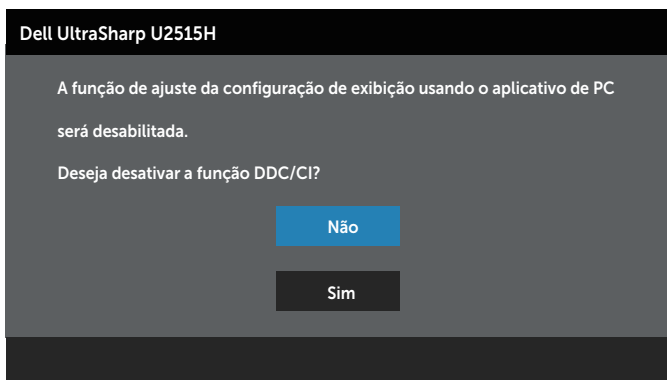 Dell UltraSharp U2515H
A função de ajuste da configuração de exibição usando o aplicativo de PC
será desabilitada.
Deseja desativar a função DDC/CI?
Não
Sim